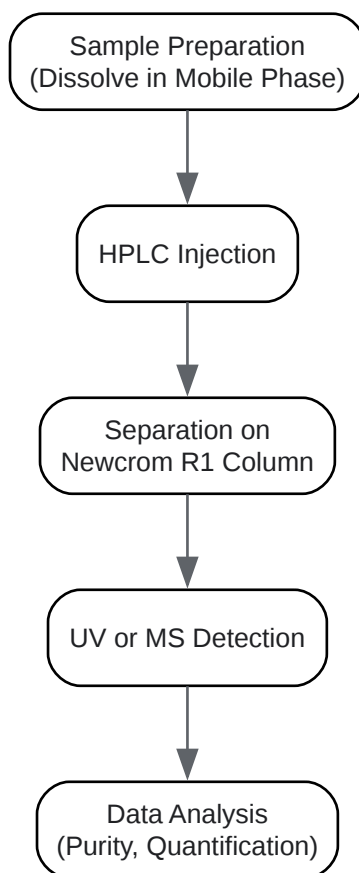 Sample Preparation
(Dissolve in Mobile Phase)
HPLC Injection
Separation on
Newcrom R1 Column
UV or MS Detection
Data Analysis
(Purity, Quantification)